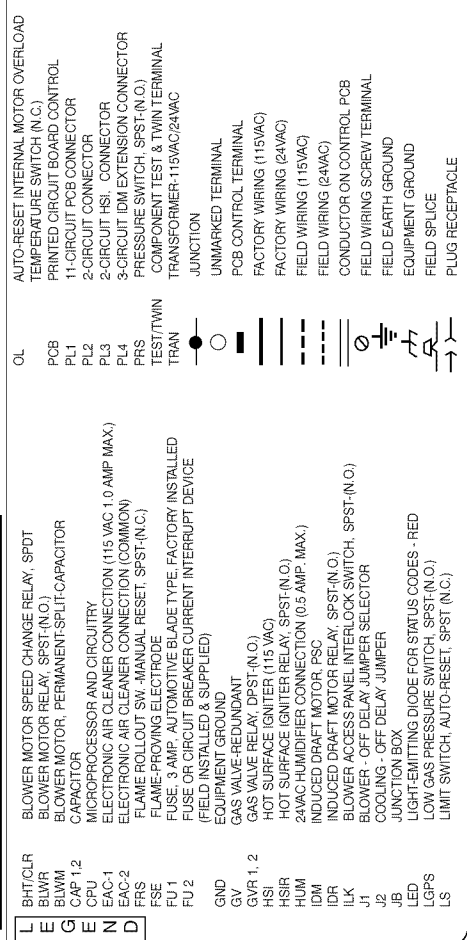 LEGEND
BHT/CLR BLOWER MOTOR SPEED CHANGE RELAY, SPDT
BLWR BLOWER MOTOR RELAY, SPST-(N.O.)
BLWM BLOWER MOTOR, PERMANENT-SPLIT-CAPACITOR
CAP 1,2 CAPACITOR
CPU MICROPROCESSOR AND CIRCUITRY
EAC-1 ELECTRONIC AIR CLEANER CONNECTION (115 VAC 1.0 AMP MAX.)
EAC-2 ELECTRONIC AIR CLEANER CONNECTION (COMMON)
FRS FLAME ROLLOUT SW. -MANUAL RESET, SPST-(N.C.)
FSE FLAME-PROVING ELECTRODE
FU 1 FUSE, 3 AMP, AUTOMOTIVE BLADE TYPE, FACTORY INSTALLED
FU 2 FUSE OR CIRCUIT BREAKER CURRENT INTERRUPT DEVICE
(FIELD INSTALLED & SUPPLIED)
GND EQUIPMENT GROUND
GV GAS VALVE-REDUNDANT
GVR 1, 2 GAS VALVE RELAY, DPST-(N.O.)
HSI HOT SURFACE IGNITER (115 VAC)
HSIR HOT SURFACE IGNITER RELAY, SPST-(N.O.)
HUM 24VAC HUMIDIFIER CONNECTION (0.5 AMP. MAX.)
IDM INDUCED DRAFT MOTOR, PSC
IDR INDUCED DRAFT MOTOR RELAY, SPST-(N.O.)
ILK BLOWER ACCESS PANEL INTERLOCK SWITCH, SPST-(N.O.)
J1 BLOWER - OFF DELAY JUMPER SELECTOR
J2 COOLING - OFF DELAY JUMPER
JB JUNCTION BOX
LED LIGHT-EMITTING DIODE FOR STATUS CODES - RED
LGPS LOW GAS PRESSURE SWITCH, SPST-(N.O.)
LS LIMIT SWITCH, AUTO-RESET, SPST (N.C.)
OL AUTO-RESET INTERNAL MOTOR OVERLOAD
TEMPERATURE SWITCH (N.C.)
PCB PRINTED CIRCUIT BOARD CONTROL
PL1 11-CIRCUIT PCB CONNECTOR
PL2 2-CIRCUIT CONNECTOR
PL3 2-CIRCUIT HSI. CONNECTOR
PL4 3-CIRCUIT IDM EXTENSION CONNECTOR
PRS PRESSURE SWITCH, SPST-(N.O.)
TEST/TWIN COMPONENT TEST & TWIN TERMINAL
TRAN TRANSFORMER-115VAC/24VAC
JUNCTION
UNMARKED TERMINAL
PCB CONTROL TERMINAL
FACTORY WIRING (115VAC)
FACTORY WIRING (24VAC)
FIELD WIRING (115VAC)
FIELD WIRING (24VAC)
CONDUCTOR ON CONTROL PCB
FIELD WIRING SCREW TERMINAL
FIELD EARTH GROUND
EQUIPMENT GROUND
FIELD SPLICE
PLUG RECEPTACLE